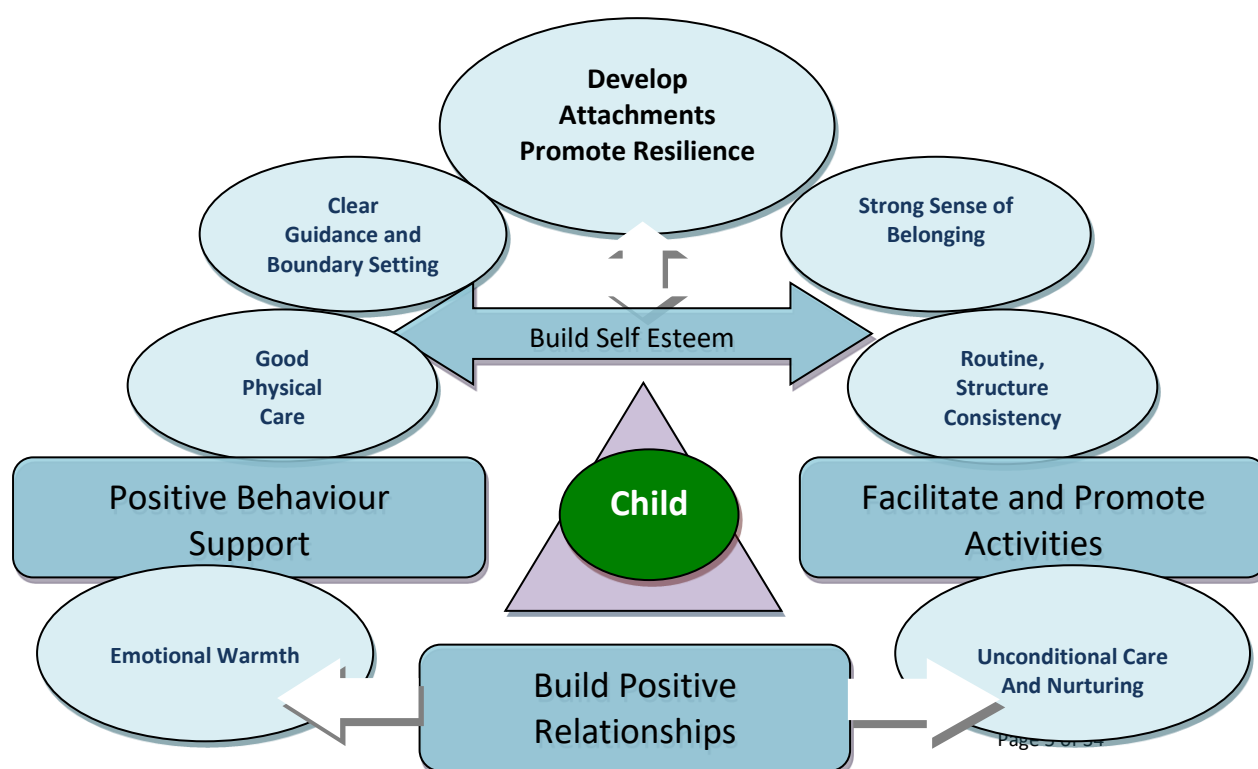 Develop
Attachments
Promote Resilience
Clear
Guidance and
Boundary Setting
Strong Sense of
Belonging
Build Self Esteem
Good
Physical
Care
Routine,
Structure
Consistency
Positive Behaviour
Support
Child
Facilitate and Promote
Activities
Emotional Warmth
Build Positive
Relationships
Unconditional Care
And Nurturing
Page